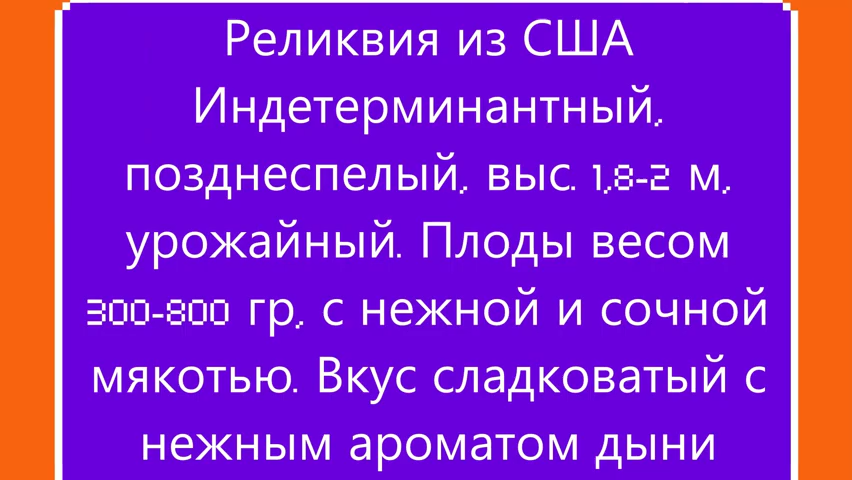 Реликвия из США
Индетерминантный,
позднеспелый, выс. 1,8-2 м,
урожайный. Плоды весом
300-800 гр, с нежной и сочной
мякотью. Вкус сладковатый с
нежным ароматом дыни